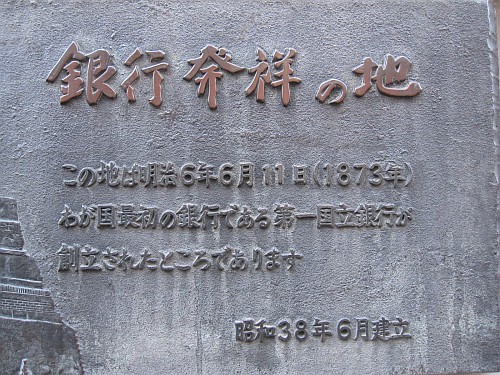 銀行発祥の地
この地は明治6年6月11日(1873年)
わが国最初の銀行である第一国立銀行が
創立されたところであります
昭和38年6月建立